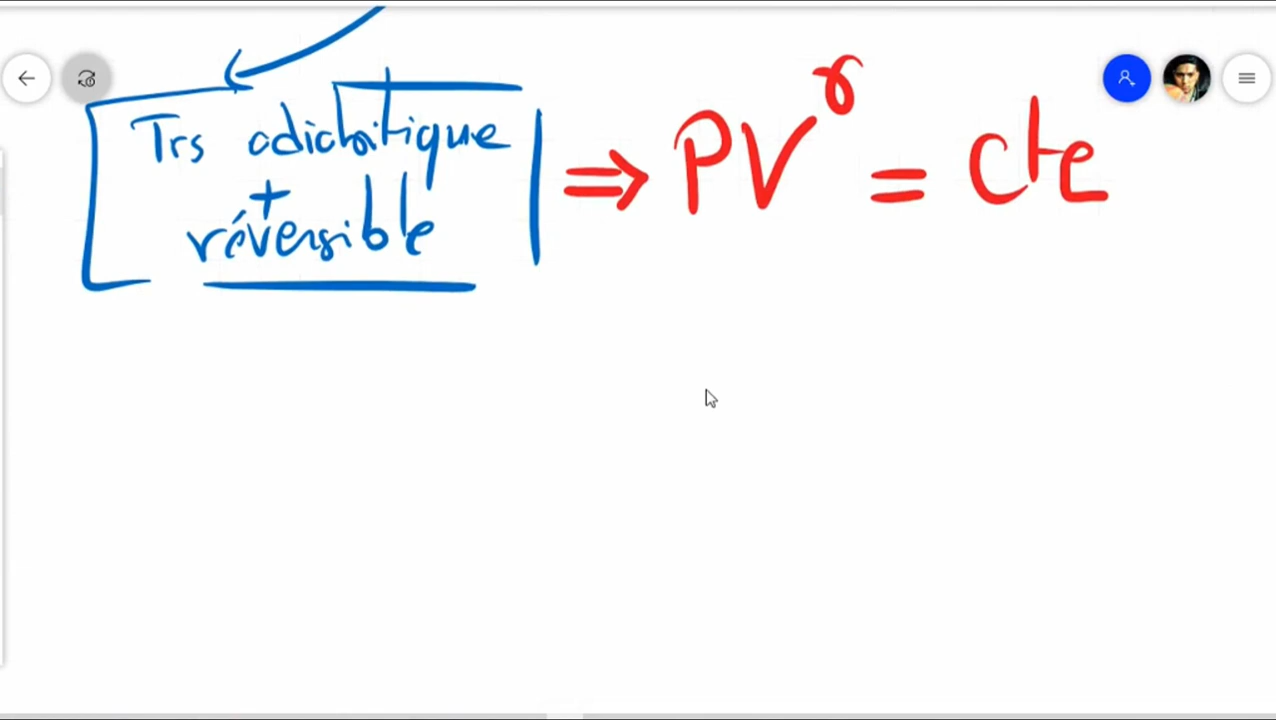 Trs adiabatique ⇒ PV^γ = cte
+
réversible